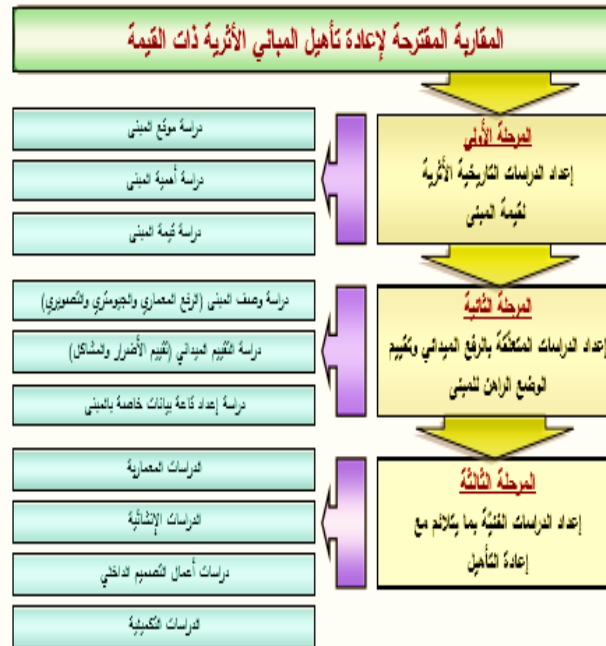 المقاربة المقترحة لإعادة تأهيل المباني الأثرية ذات القيمة
المرحلة الأولي
إعداد الدراسات التاريخية الأثرية
لقيمة المبنى
دراسة موقع المبنى
دراسة أهمية المبنى
دراسة قيمة المبنى
المرحلة الثانية
إعداد الدراسات المتعلقة بالرفع الميداني وتقييم
الوضع الراهن للمبنى
دراسة وصف المبنى (الرفع المعماري والجيومتري والتصويري)
دراسة التقييم الميداني (تقييم الأضرار والمشاكل)
دراسة إعداد قاعة بيانات خاصة بالمبنى
المرحلة الثالثة
إعداد الدراسات الفنيّة بما يتلائم مع
إعادة التأهيل
الدراسات المعمارية
الدراسات الإنشائية
دراسات أعمال التصميم الداخلي
الدراسات التكميلية